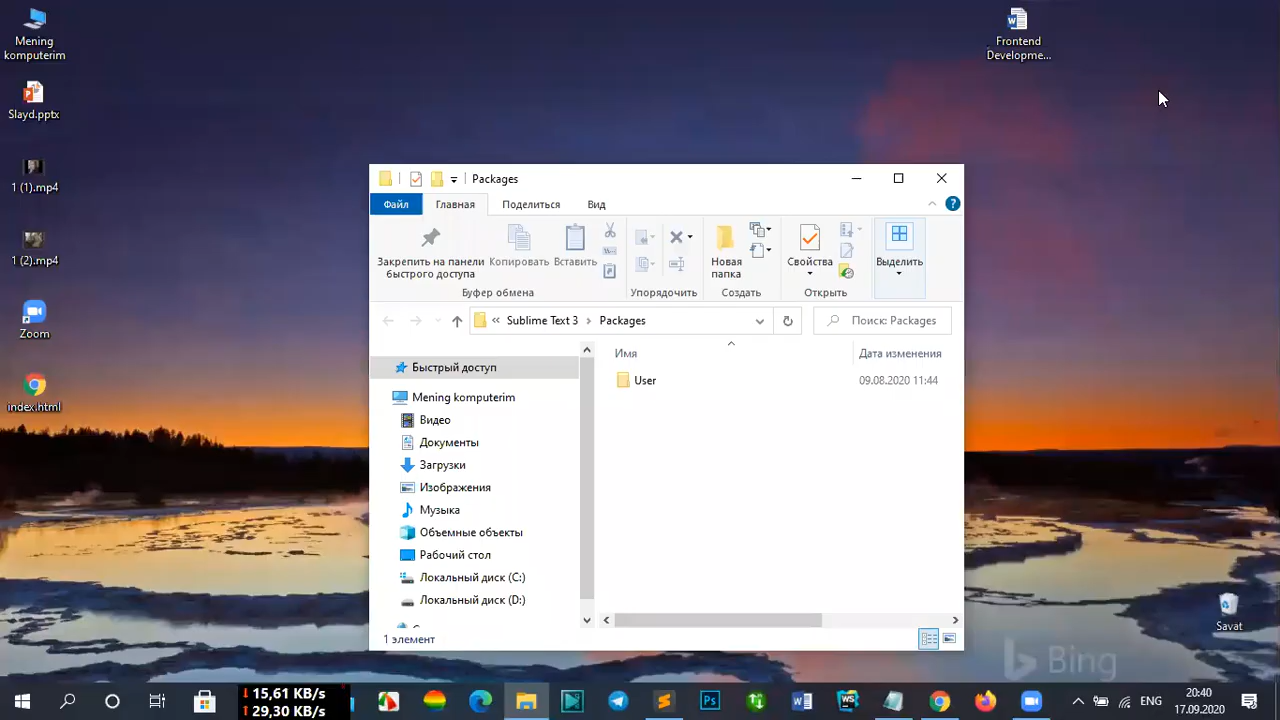 Mening
komputerim
Slayd.pptx
1 (1).mp4
1 (2).mp4
Zoom
index.html
Frontend
Developme...
Packages
Файл
Главная
Поделиться
Вид
Закрепить на панели
быстрого доступа
Копировать
Вставить
Буфер обмена
Упорядочить
Новая
папка
Создать
Свойства
Открыть
Выделить
« Sublime Text 3 › Packages
Поиск: Packages
Быстрый доступ
Mening komputerim
Видео
Документы
Загрузки
Изображения
Музыка
Объемные объекты
Рабочий стол
Локальный диск (C:)
Локальный диск (D:)
Имя
Дата изменения
User
09.08.2020 11:44
1 элемент
Savat
Bing
15,61 KB/s
29,30 KB/s
Ps
WS
ENG
20:40
17.09.2020